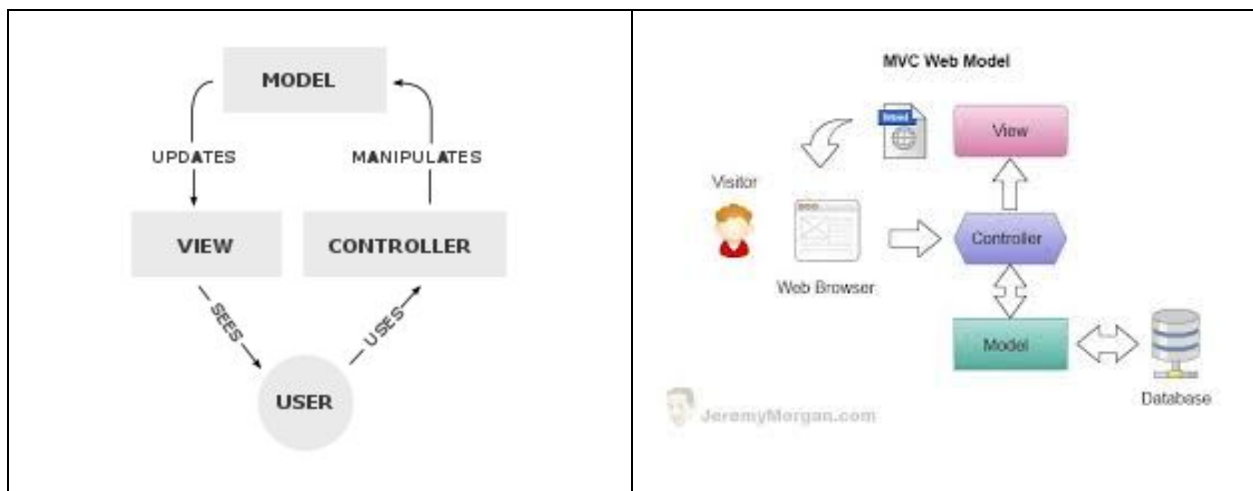 MODEL
UPDATES
MANIPULATES
VIEW
CONTROLLER
SEES
USES
USER
MVC Web Model
html
View
Visitor
Controller
Web Browser
Model
Database
JeremyMorgan.com